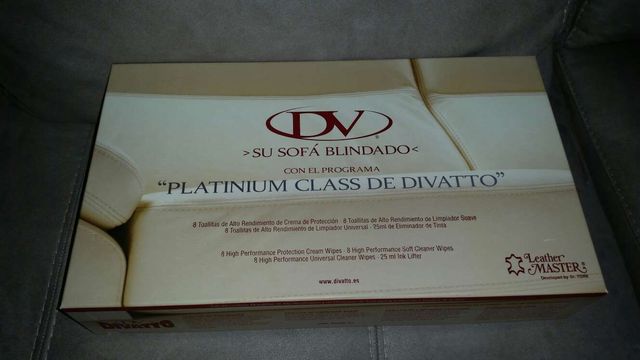 DV®
>SU SOFÁ BLINDADO<
CON EL PROGRAMA
“PLATINIUM CLASS DE DIVATTO”
8 Toallitas de Alto Rendimiento de Crema de Protección · 8 Toallitas de Alto Rendimiento de Limpiador Suave
8 Toallitas de Alto Rendimiento de Limpiador Universal · 25ml de Eliminador de Tinta
8 High Performance Protection Cream Wipes · 8 High Performance Soft Cleaner Wipes
8 High Performance Universal Cleaner Wipes · 25 ml Ink Lifter
www.divatto.es
Leather
MASTER®
DIVATTO